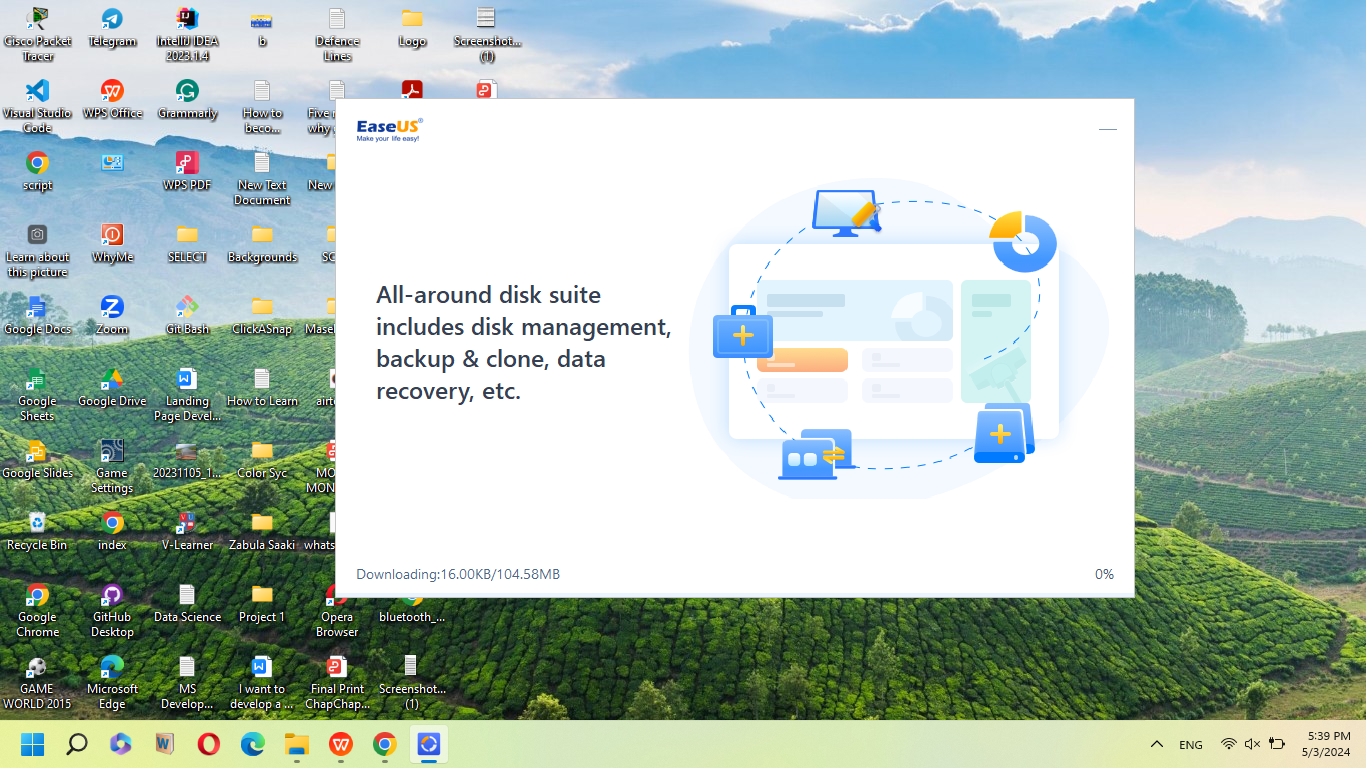 Cisco Packet
Tracer
Telegram
IntelliJ IDEA
2023.1.4
b
Defence
Lines
Logo
Screenshot...
(1)
Visual Studio
Code
WPS Office
Grammarly
How to
beco...
Five
why
script
WPS PDF
New Text
Document
New
Learn about
this picture
WhyMe
SELECT
Backgrounds
Google Docs
Zoom
Git Bash
ClickASnap
Google
Sheets
Google Drive
Landing
Page Devel...
How to Learn
Google Slides
Game
Settings
20231105_1...
Color Syc
Recycle Bin
index
V-Learner
Zabula Saaki
Google
Chrome
GitHub
Desktop
Data Science
Project 1
Opera
Browser
bluetooth_...
GAME
WORLD 2015
Microsoft
Edge
MS
Develop...
I want to
develop a ...
Final Print
ChapChap...
Screenshot...
(1)
EaseUS®
Make your life easy!
All-around disk suite
includes disk management,
backup & clone, data
recovery, etc.
Downloading:16.00KB/104.58MB
0%
ENG
5:39 PM
5/3/2024